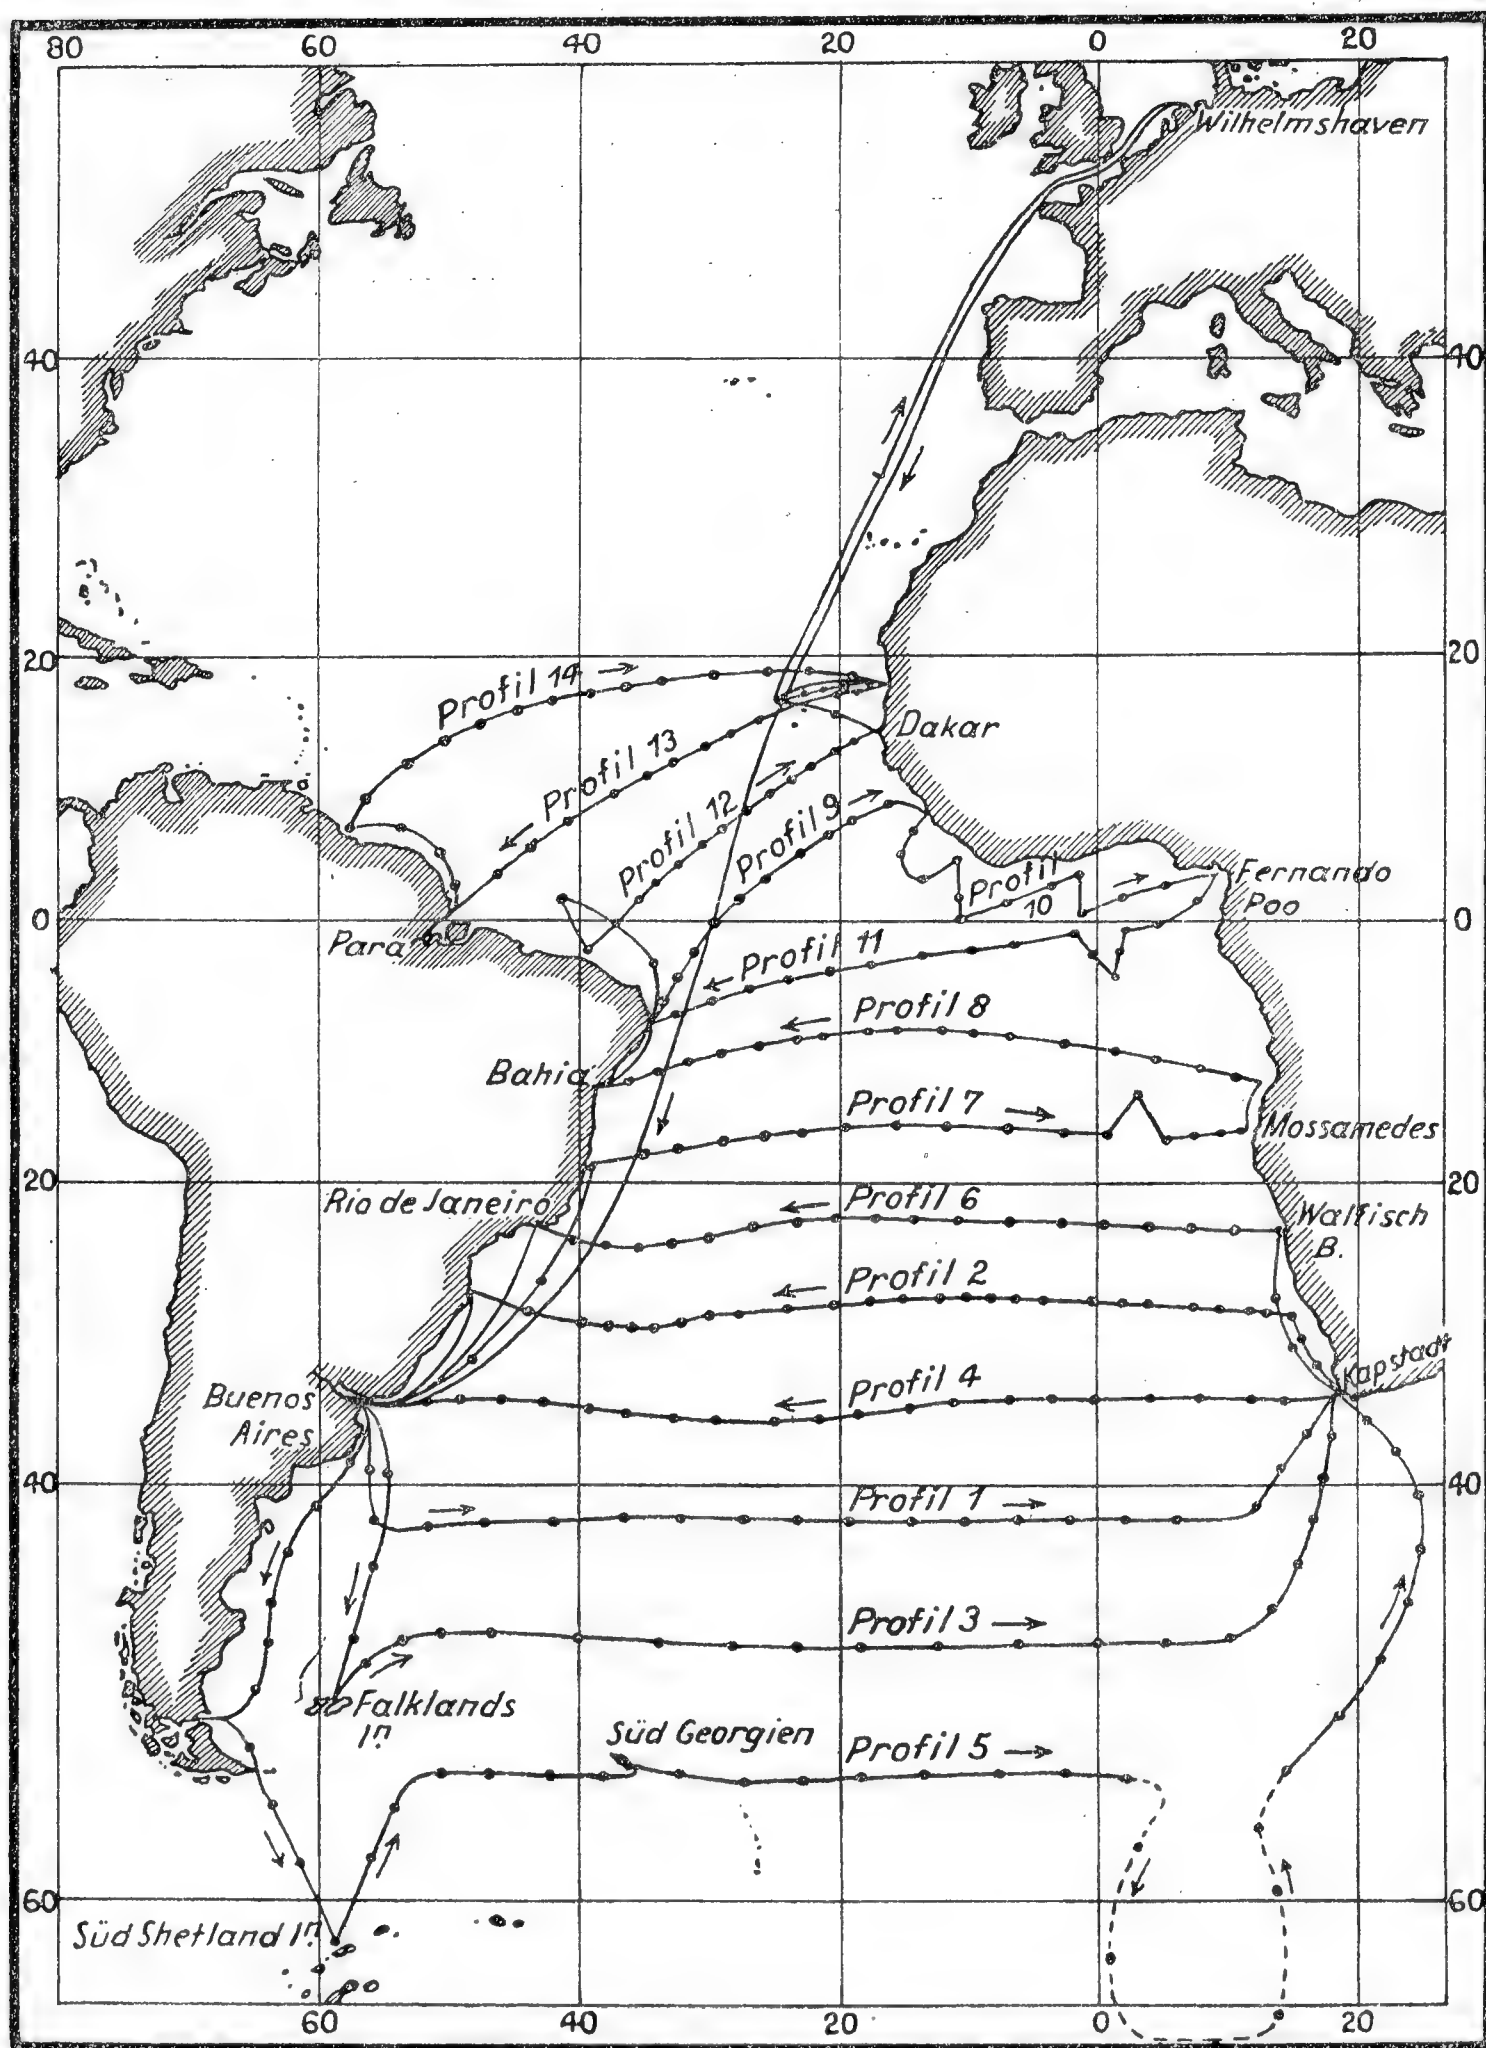 80 60 40 20 0 20
Wilhelmshaven
40 40
20 20
Profil 14
Dakar
Profil 13
Profil 12
Profil 9
Fernando
Poo
Profil
10
0 0
Para
Profil 11
Profil 8
Bahia
Profil 7
Mossamedes
20 20
Rio de Janeiro
Profil 6
Walfisch
B.
Profil 2
Kapstadt
Buenos
Aires
Profil 4
40 40
Profil 1
Profil 3
Falklands
In
Süd Georgien
Profil 5
60 60
Süd Shetland In
60 40 20 0 20